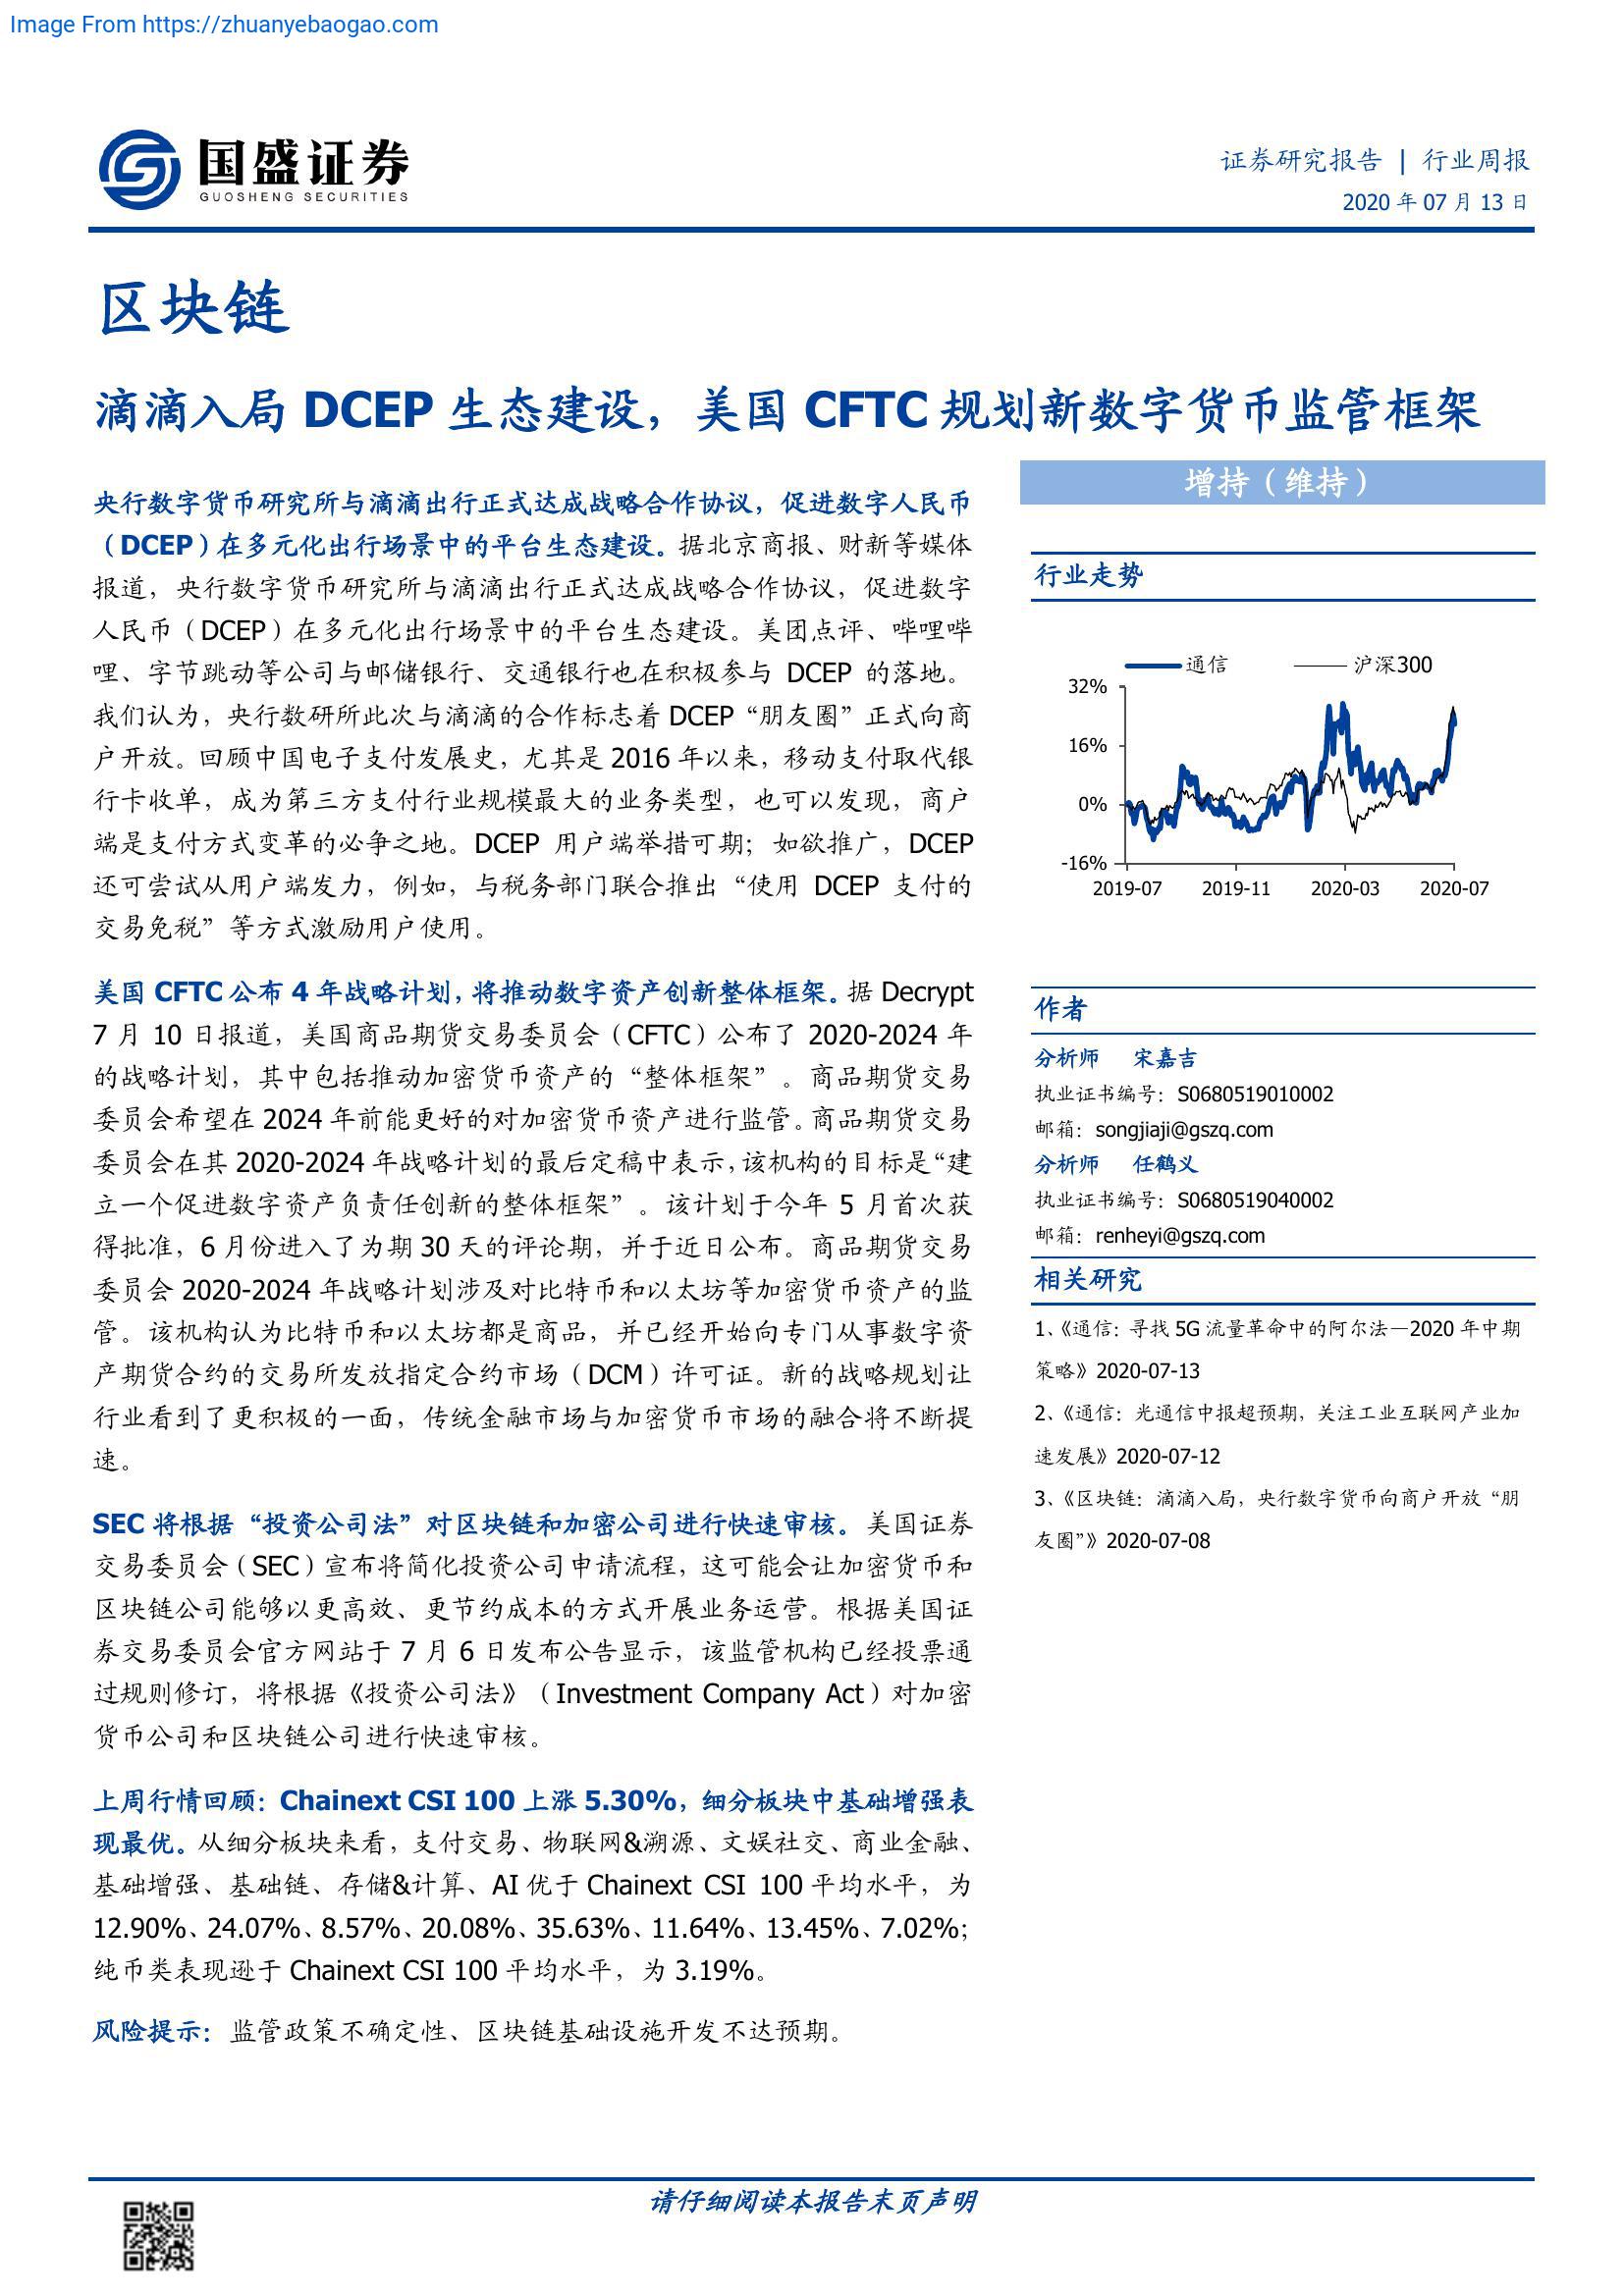 Image From https://zhuanyebaogao.com
国盛证券
GUOSHENG SECURITIES
证券研究报告 | 行业周报
2020 年 07 月 13 日
区块链
滴滴入局 DCEP 生态建设，美国 CFTC 规划新数字货币监管框架
央行数字货币研究所与滴滴出行正式达成战略合作协议，促进数字人民币
（DCEP）在多元化出行场景中的平台生态建设。据北京商报、财新等媒体
报道，央行数字货币研究所与滴滴出行正式达成战略合作协议，促进数字
人民币（DCEP）在多元化出行场景中的平台生态建设。美团点评、哔哩哔
哩、字节跳动等公司与邮储银行、交通银行也在积极参与 DCEP 的落地。
我们认为，央行数研所此次与滴滴的合作标志着 DCEP“朋友圈”正式向商
户开放。回顾中国电子支付发展史，尤其是 2016 年以来，移动支付取代银
行卡收单，成为第三方支付行业规模最大的业务类型，也可以发现，商户
端是支付方式变革的必争之地。DCEP 用户端举措可期；如欲推广，DCEP
还可尝试从用户端发力，例如，与税务部门联合推出“使用 DCEP 支付的
交易免税”等方式激励用户使用。
美国 CFTC 公布 4 年战略计划，将推动数字资产创新整体框架。据 Decrypt
7 月 10 日报道，美国商品期货交易委员会（CFTC）公布了 2020-2024 年
的战略计划，其中包括推动加密货币资产的“整体框架”。商品期货交易
委员会希望在 2024 年前能更好的对加密货币资产进行监管。商品期货交易
委员会在其 2020-2024 年战略计划的最后定稿中表示，该机构的目标是“建
立一个促进数字资产负责任创新的整体框架”。该计划于今年 5 月首次获
得批准，6 月份进入了为期 30 天的评论期，并于近日公布。商品期货交易
委员会 2020-2024 年战略计划涉及对比特币和以太坊等加密货币资产的监
管。该机构认为比特币和以太坊都是商品，并已经开始向专门从事数字资
产期货合约的交易所发放指定合约市场（DCM）许可证。新的战略规划让
行业看到了更积极的一面，传统金融市场与加密货币市场的融合将不断提
速。
SEC 将根据“投资公司法”对区块链和加密公司进行快速审核。美国证券
交易委员会（SEC）宣布将简化投资公司申请流程，这可能会让加密货币和
区块链公司能够以更高效、更节约成本的方式开展业务运营。根据美国证
券交易委员会官方网站于 7 月 6 日发布公告显示，该监管机构已经投票通
过规则修订，将根据《投资公司法》（Investment Company Act）对加密
货币公司和区块链公司进行快速审核。
上周行情回顾：Chainext CSI 100 上涨 5.30%，细分板块中基础增强表
现最优。从细分板块来看，支付交易、物联网&溯源、文娱社交、商业金融、
基础增强、基础链、存储&计算、AI 优于 Chainext CSI 100 平均水平，为
12.90%、24.07%、8.57%、20.08%、35.63%、11.64%、13.45%、7.02%；
纯币类表现逊于 Chainext CSI 100 平均水平，为 3.19%。
风险提示：监管政策不确定性、区块链基础设施开发不达预期。
增持（维持）
行业走势
通信 沪深300
32%
16%
0%
-16%
2019-07 2019-11 2020-03 2020-07
作者
分析师 宋嘉吉
执业证书编号：S0680519010002
邮箱：songjiaji@gszq.com
分析师 任鹤义
执业证书编号：S0680519040002
邮箱：renheyi@gszq.com
相关研究
1、《通信：寻找 5G 流量革命中的阿尔法—2020 年中期
策略》2020-07-13
2、《通信：光通信中报超预期，关注工业互联网产业加
速发展》2020-07-12
3、《区块链：滴滴入局，央行数字货币向商户开放“朋
友圈”》2020-07-08
请仔细阅读本报告末页声明